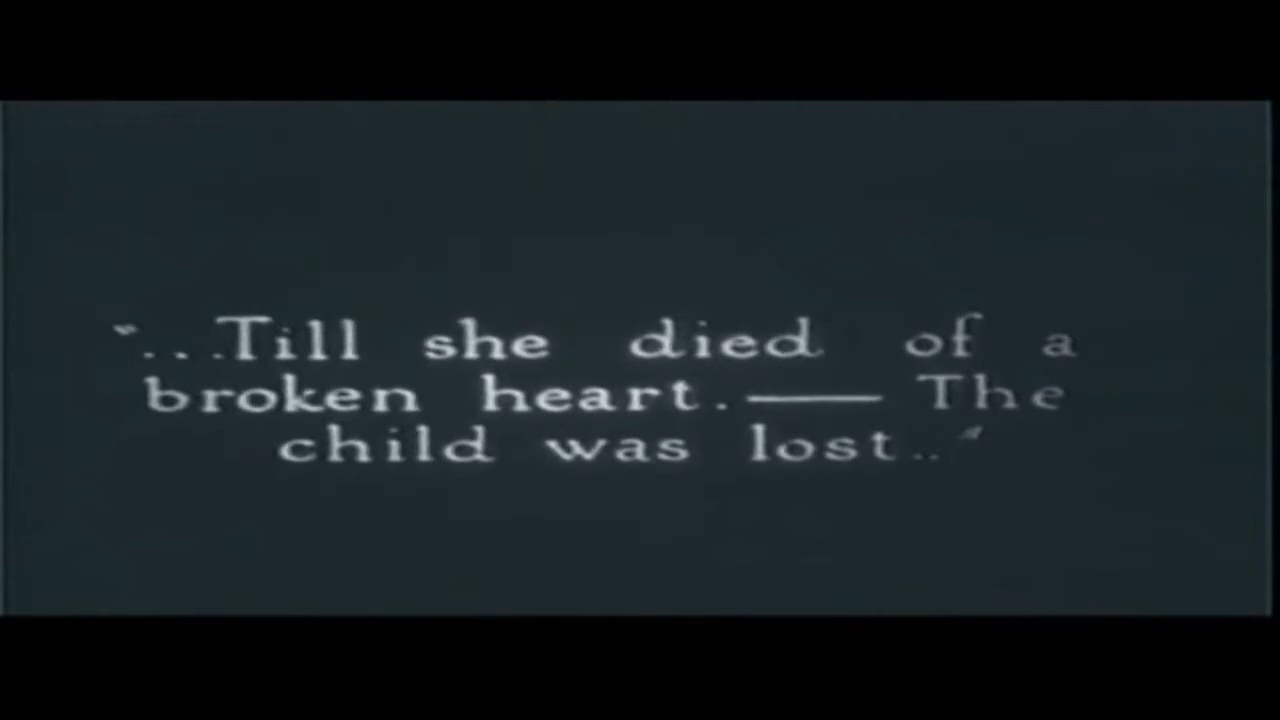 "...Till she died of a
broken heart.— The
child was lost.."